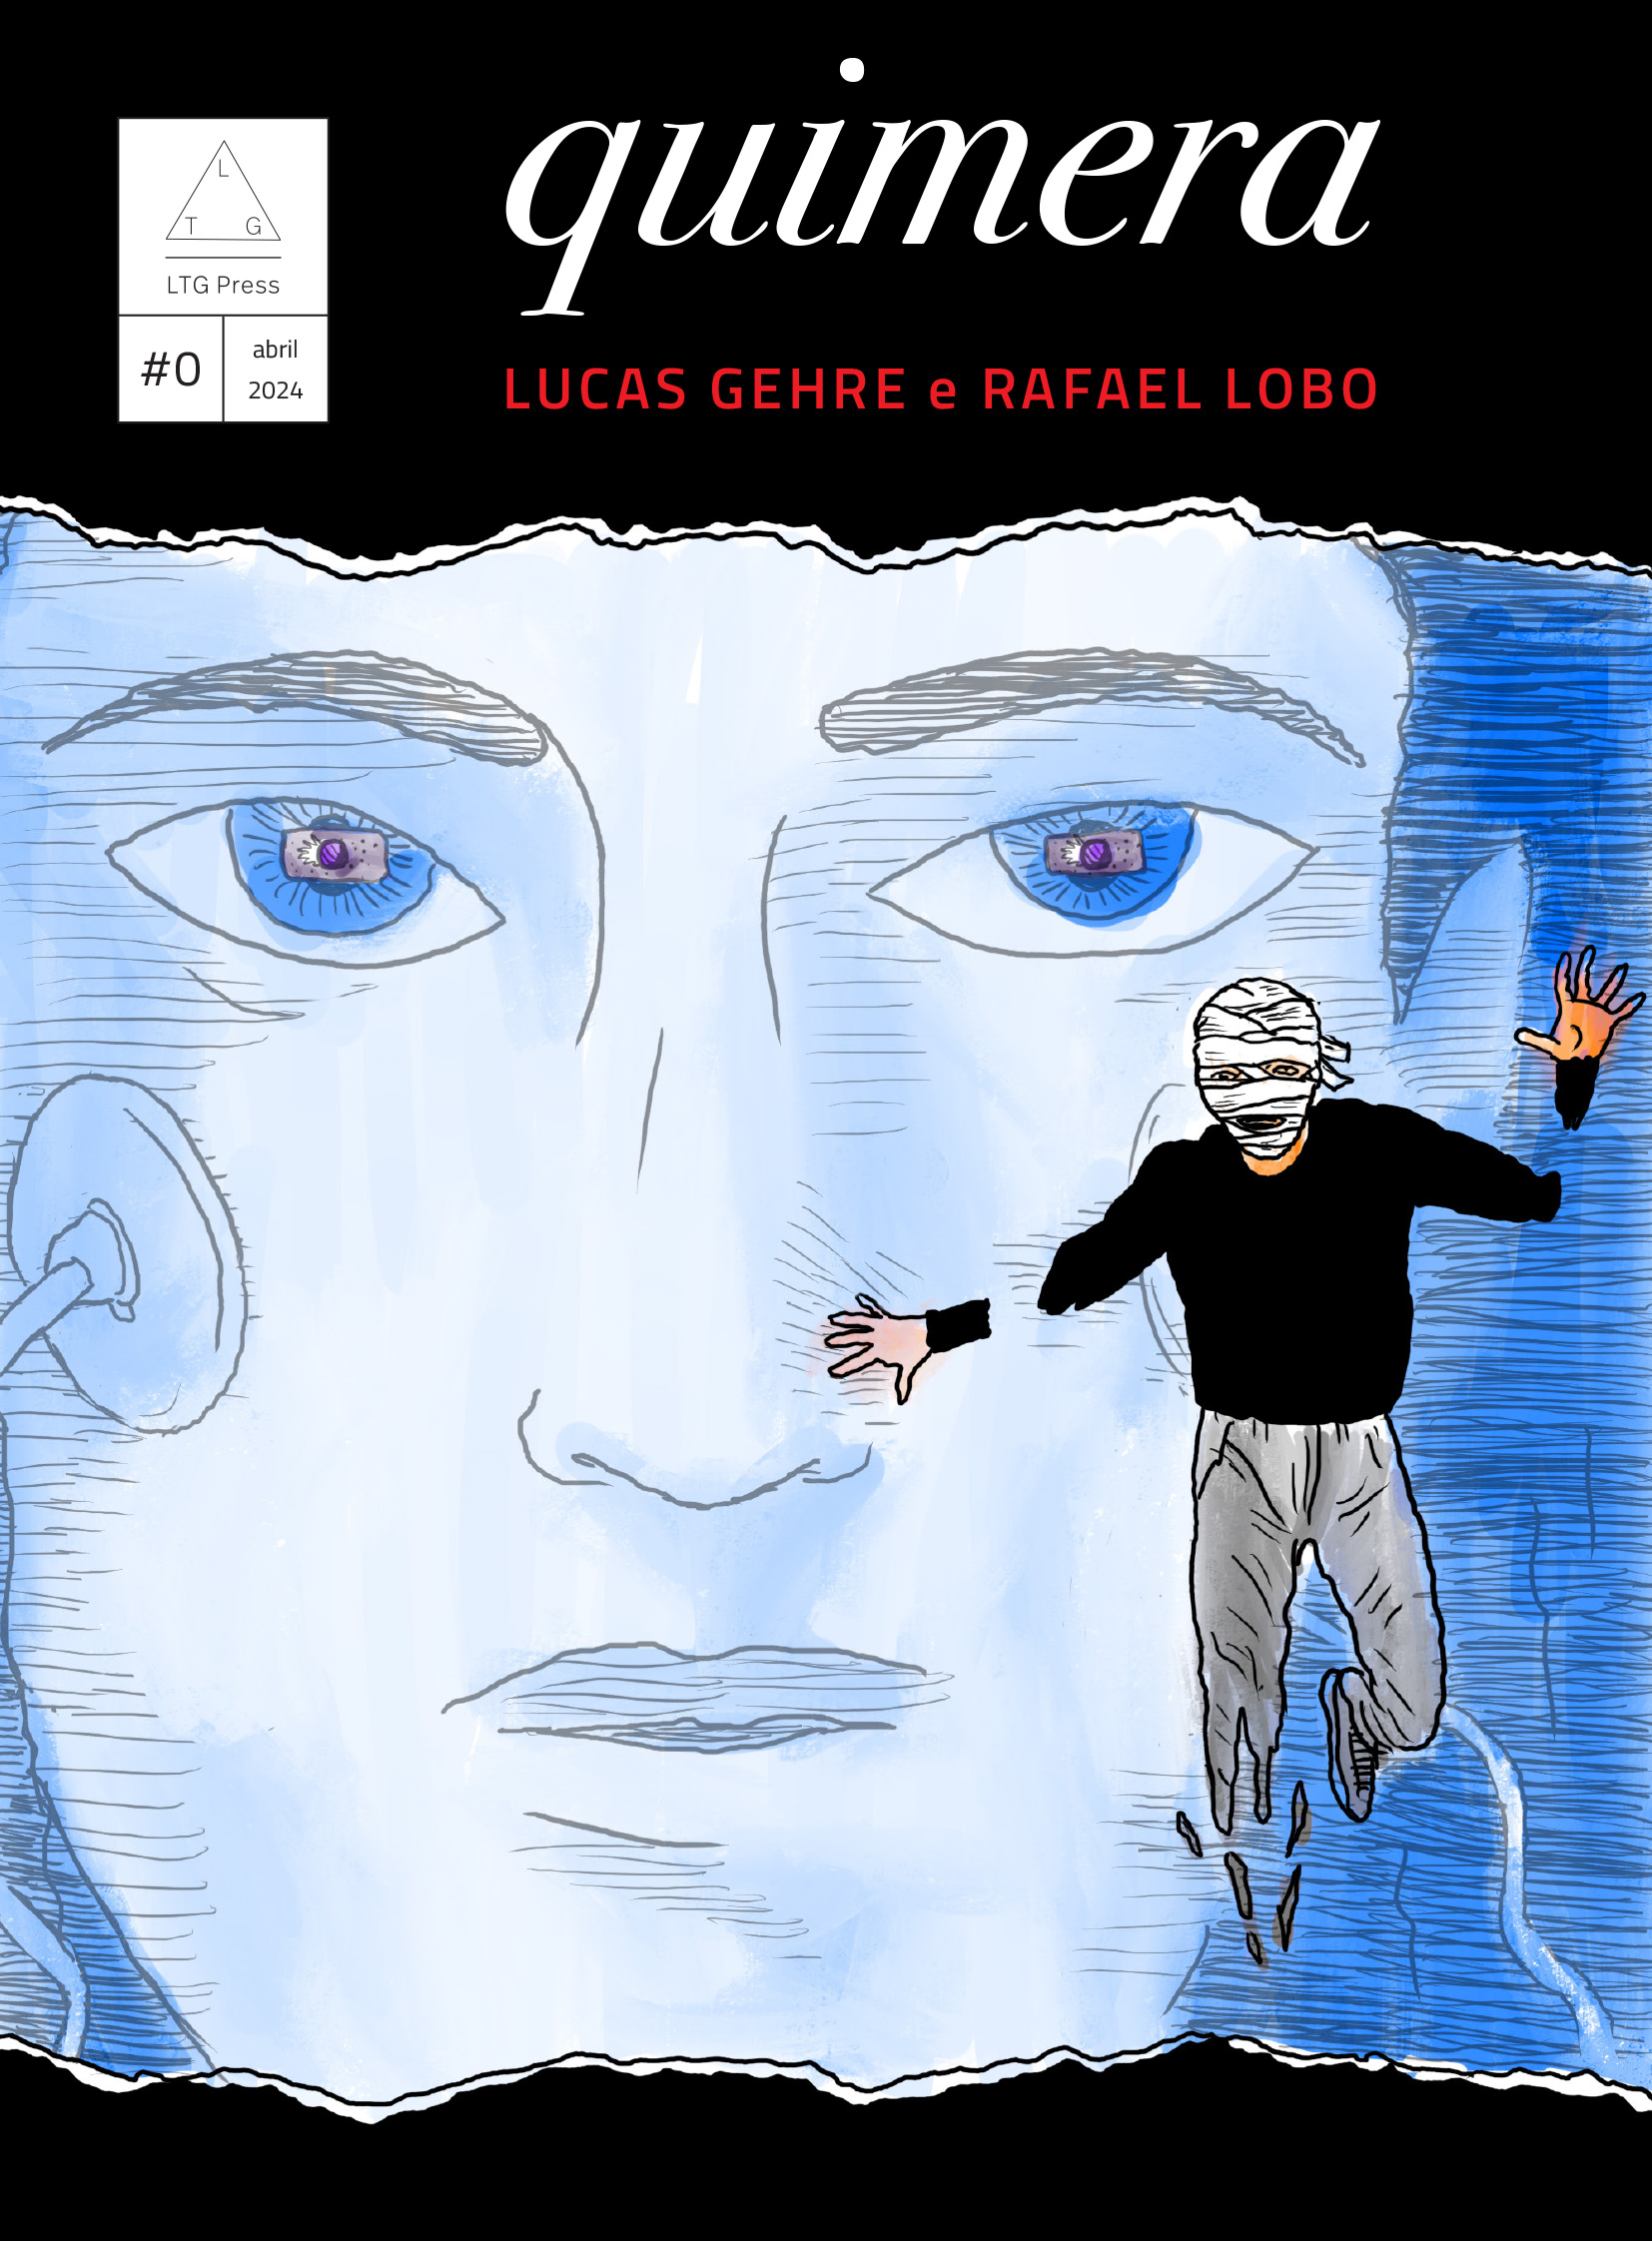 quimera
L
T G
LTG Press
#0
abril
2024
LUCAS GEHRE e RAFAEL LOBO